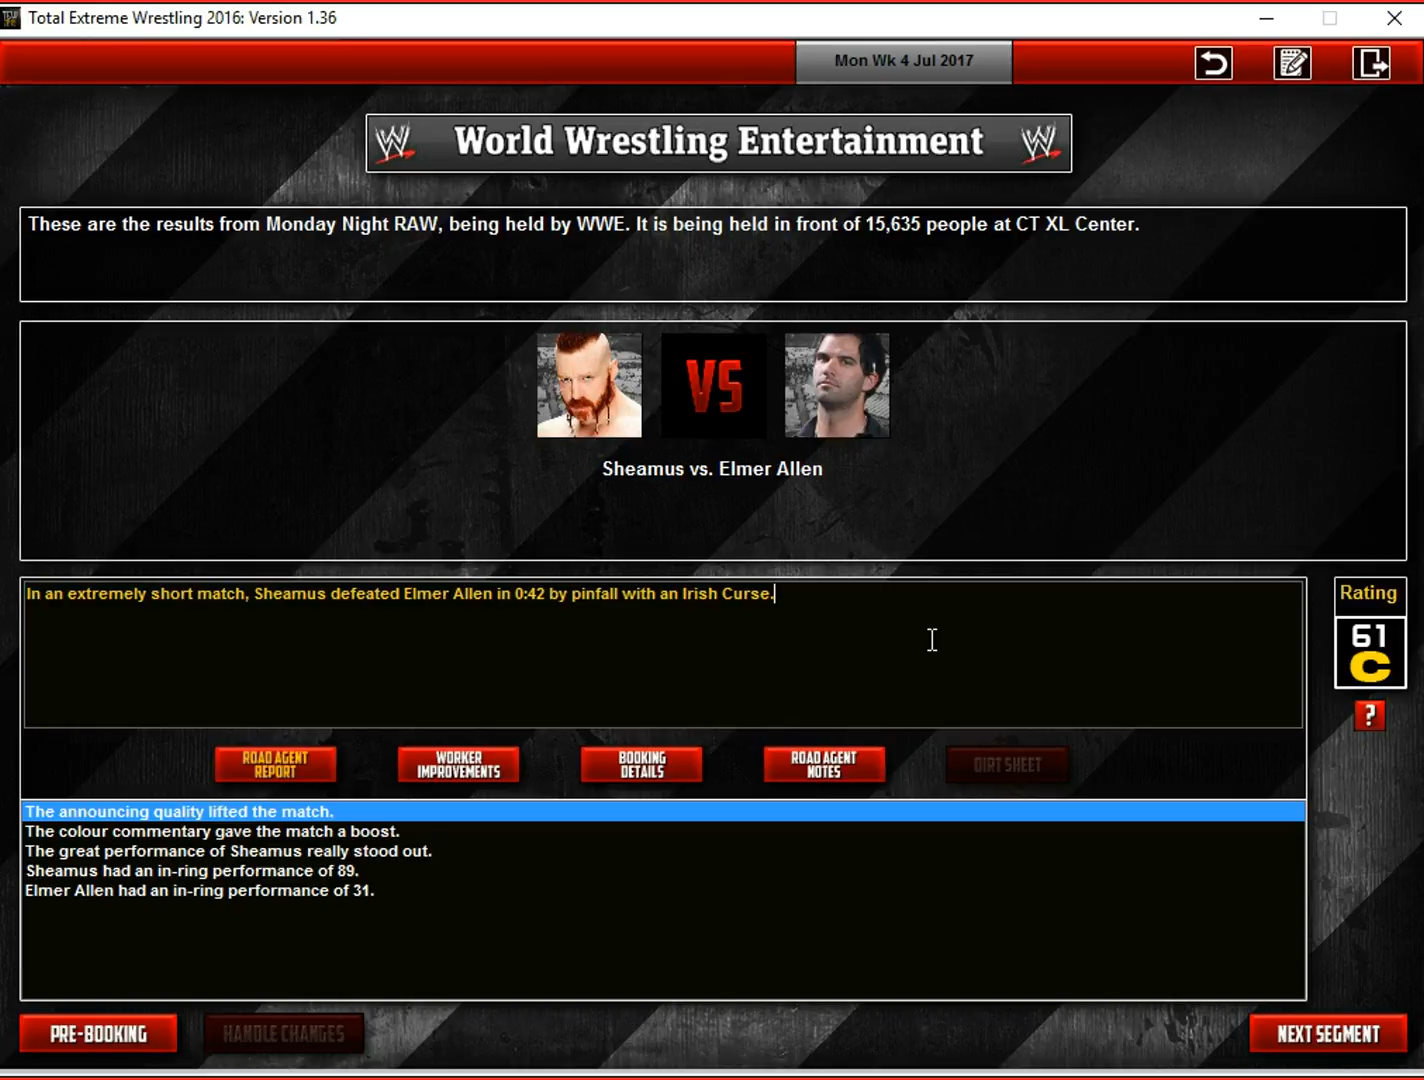 Total Extreme Wrestling 2016: Version 1.36
Mon Wk 4 Jul 2017
World Wrestling Entertainment
These are the results from Monday Night RAW, being held by WWE. It is being held in front of 15,635 people at CT XL Center.
VS
Sheamus vs. Elmer Allen
In an extremely short match, Sheamus defeated Elmer Allen in 0:42 by pinfall with an Irish Curse.
Rating
61
C
?
ROAD AGENT REPORT
WORKER IMPROVEMENTS
BOOKING DETAILS
ROAD AGENT NOTES
DIRT SHEET
The announcing quality lifted the match.
The colour commentary gave the match a boost.
The great performance of Sheamus really stood out.
Sheamus had an in-ring performance of 89.
Elmer Allen had an in-ring performance of 31.
PRE-BOOKING
HANDLE CHANGES
NEXT SEGMENT